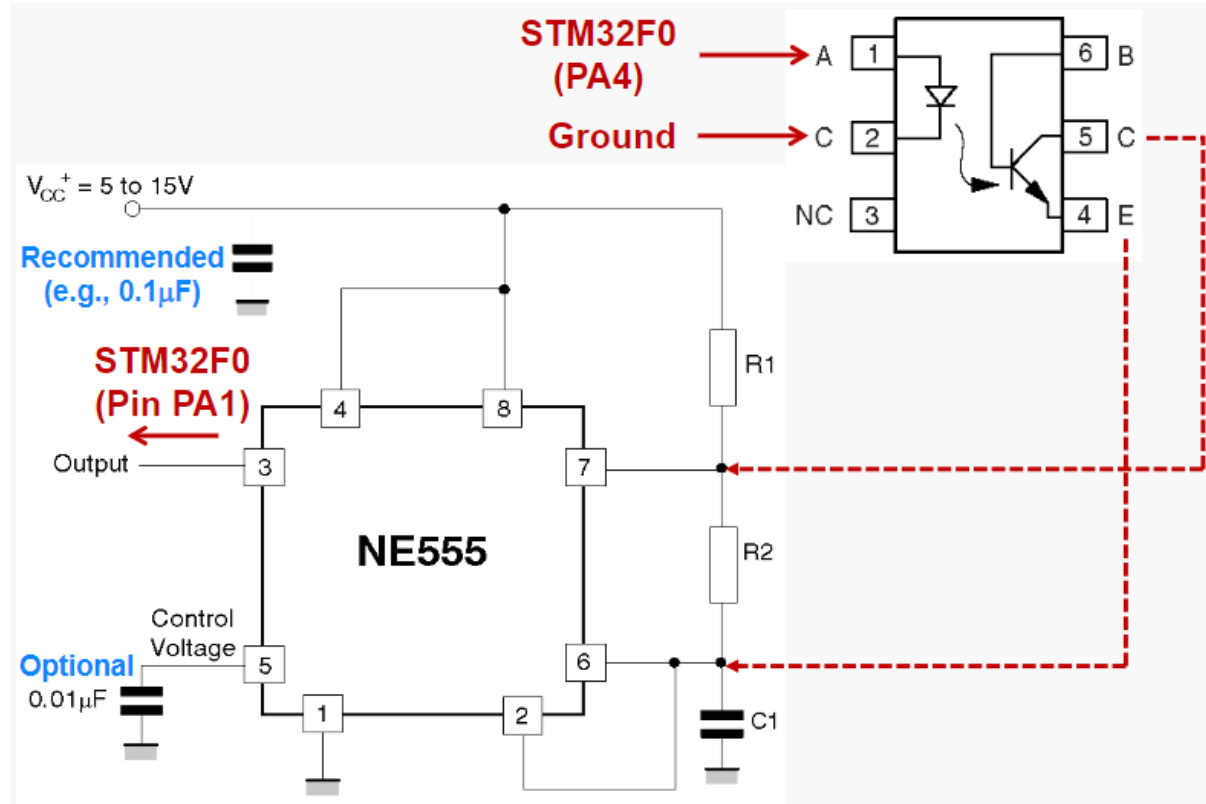 STM32F0
(PA4)
A 1
6 B
Ground
C 2
5 C
NC 3
4 E
VCC+ = 5 to 15V
Recommended
(e.g., 0.1μF)
STM32F0
(Pin PA1)
R1
4
8
Output
3
7
NE555
R2
Control
Voltage
Optional
5
6
0.01μF
1
2
C1